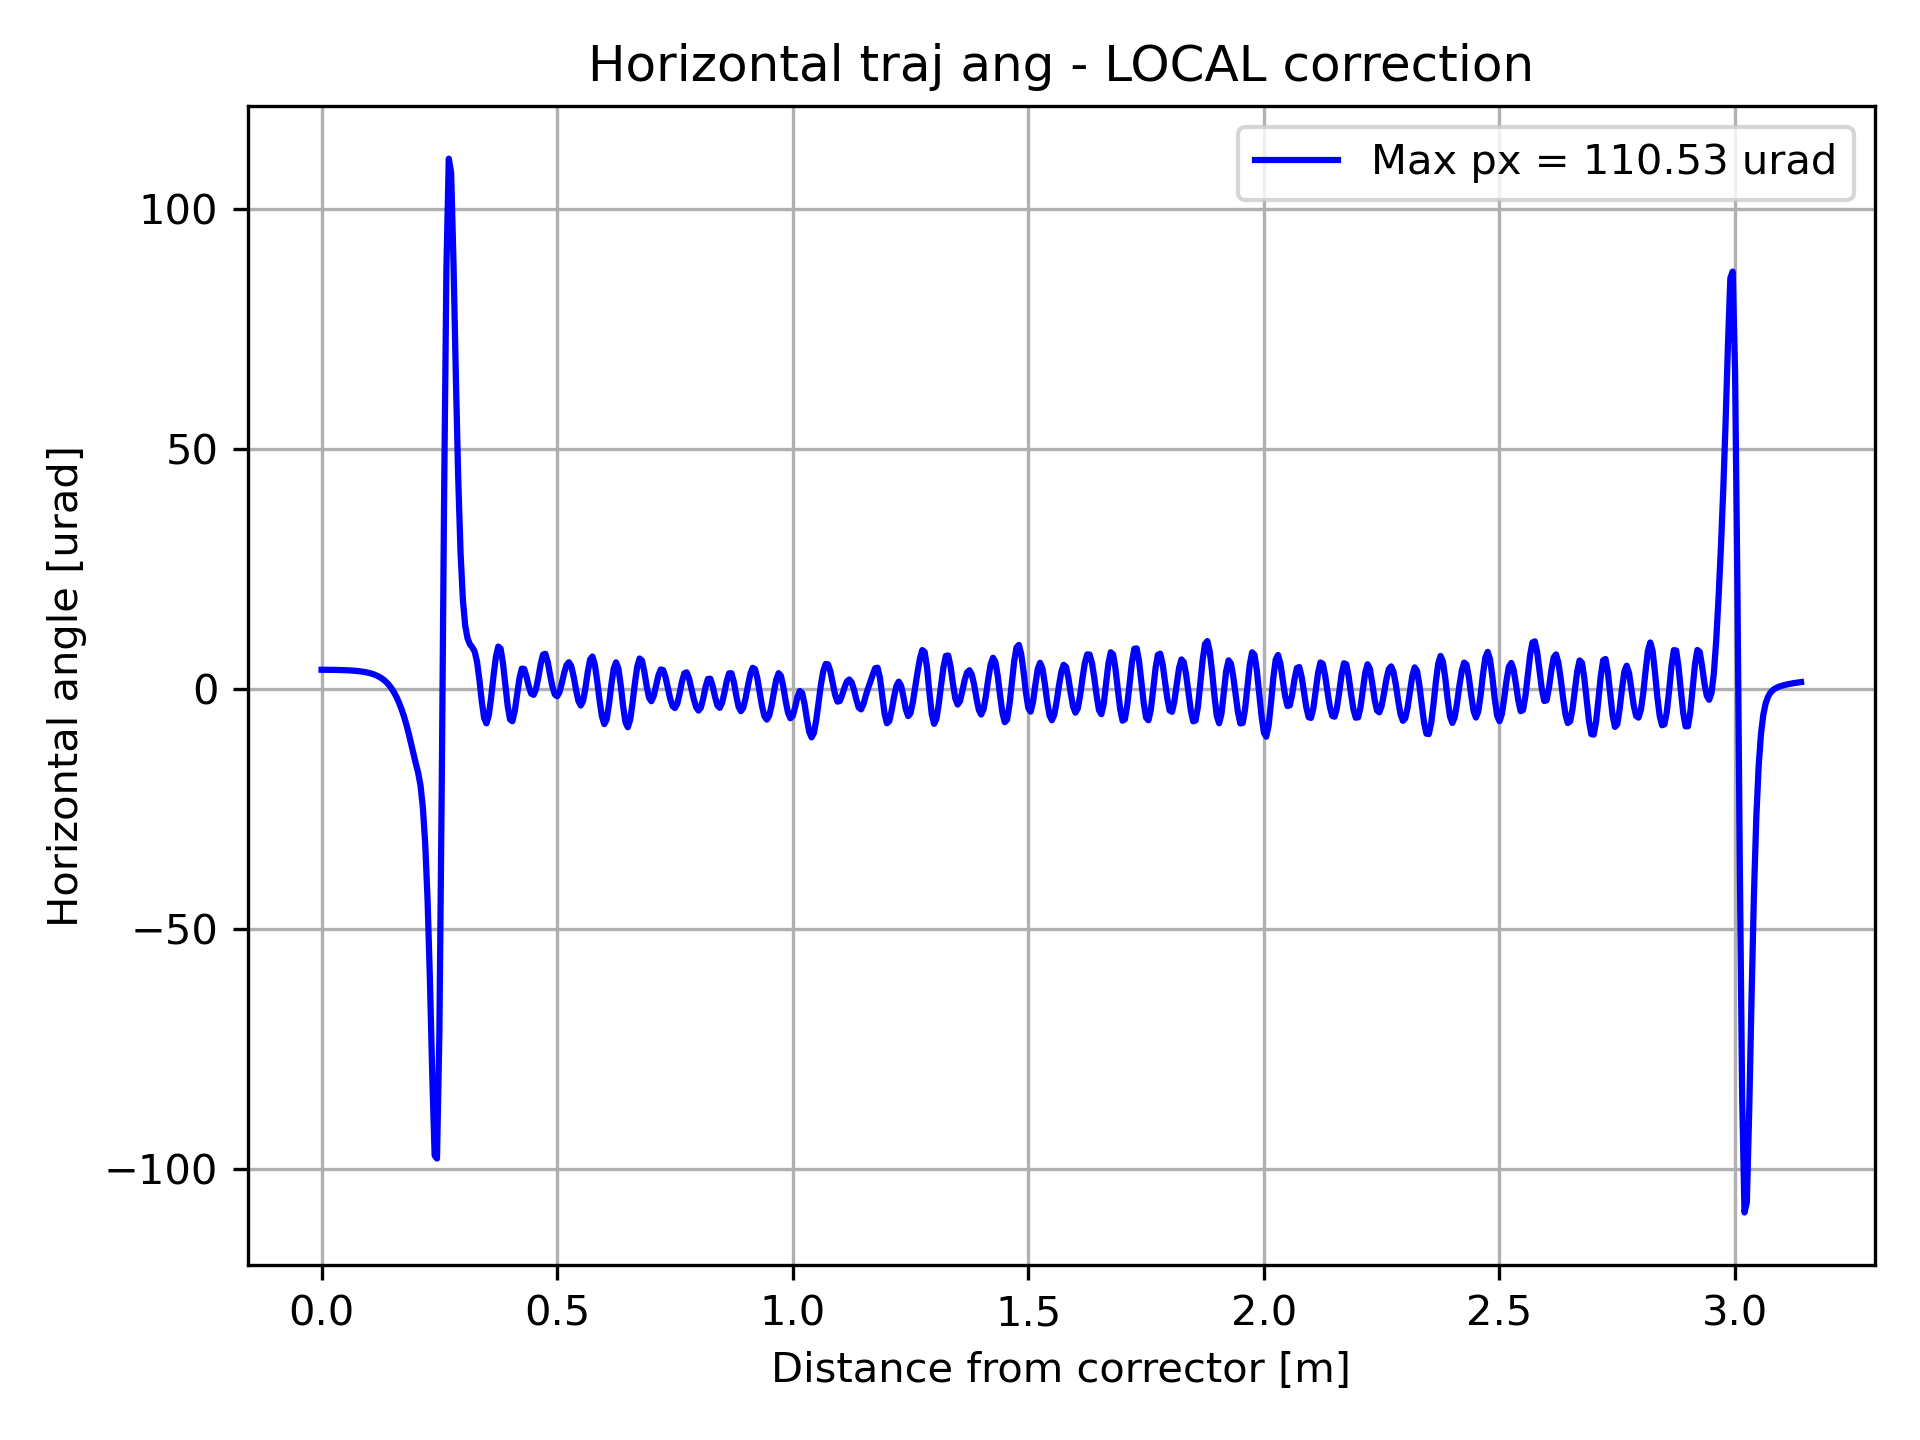 Horizontal traj ang - LOCAL correction
Max px = 110.53 urad
Horizontal angle [urad]
100
50
0
−50
−100
0.0 0.5 1.0 1.5 2.0 2.5 3.0
Distance from corrector [m]